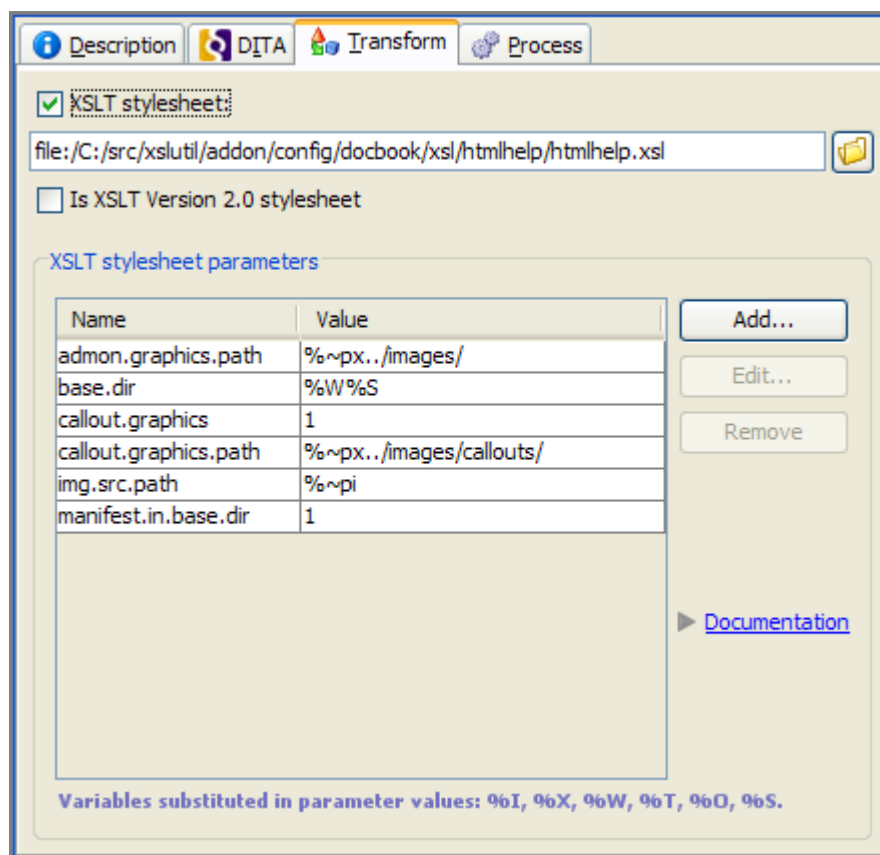 Description DITA Transform Process
XSLT stylesheet:
file:/C:/src/xslutil/addon/config/docbook/xsl/htmlhelp/htmlhelp.xsl
Is XSLT Version 2.0 stylesheet
XSLT stylesheet parameters
Name Value Add...
admon.graphics.path %~px../images/
base.dir %W%S Edit...
callout.graphics 1
callout.graphics.path %~px../images/callouts/ Remove
img.src.path %~pi
manifest.in.base.dir 1
Documentation
Variables substituted in parameter values: %I, %X, %W, %T, %O, %S.